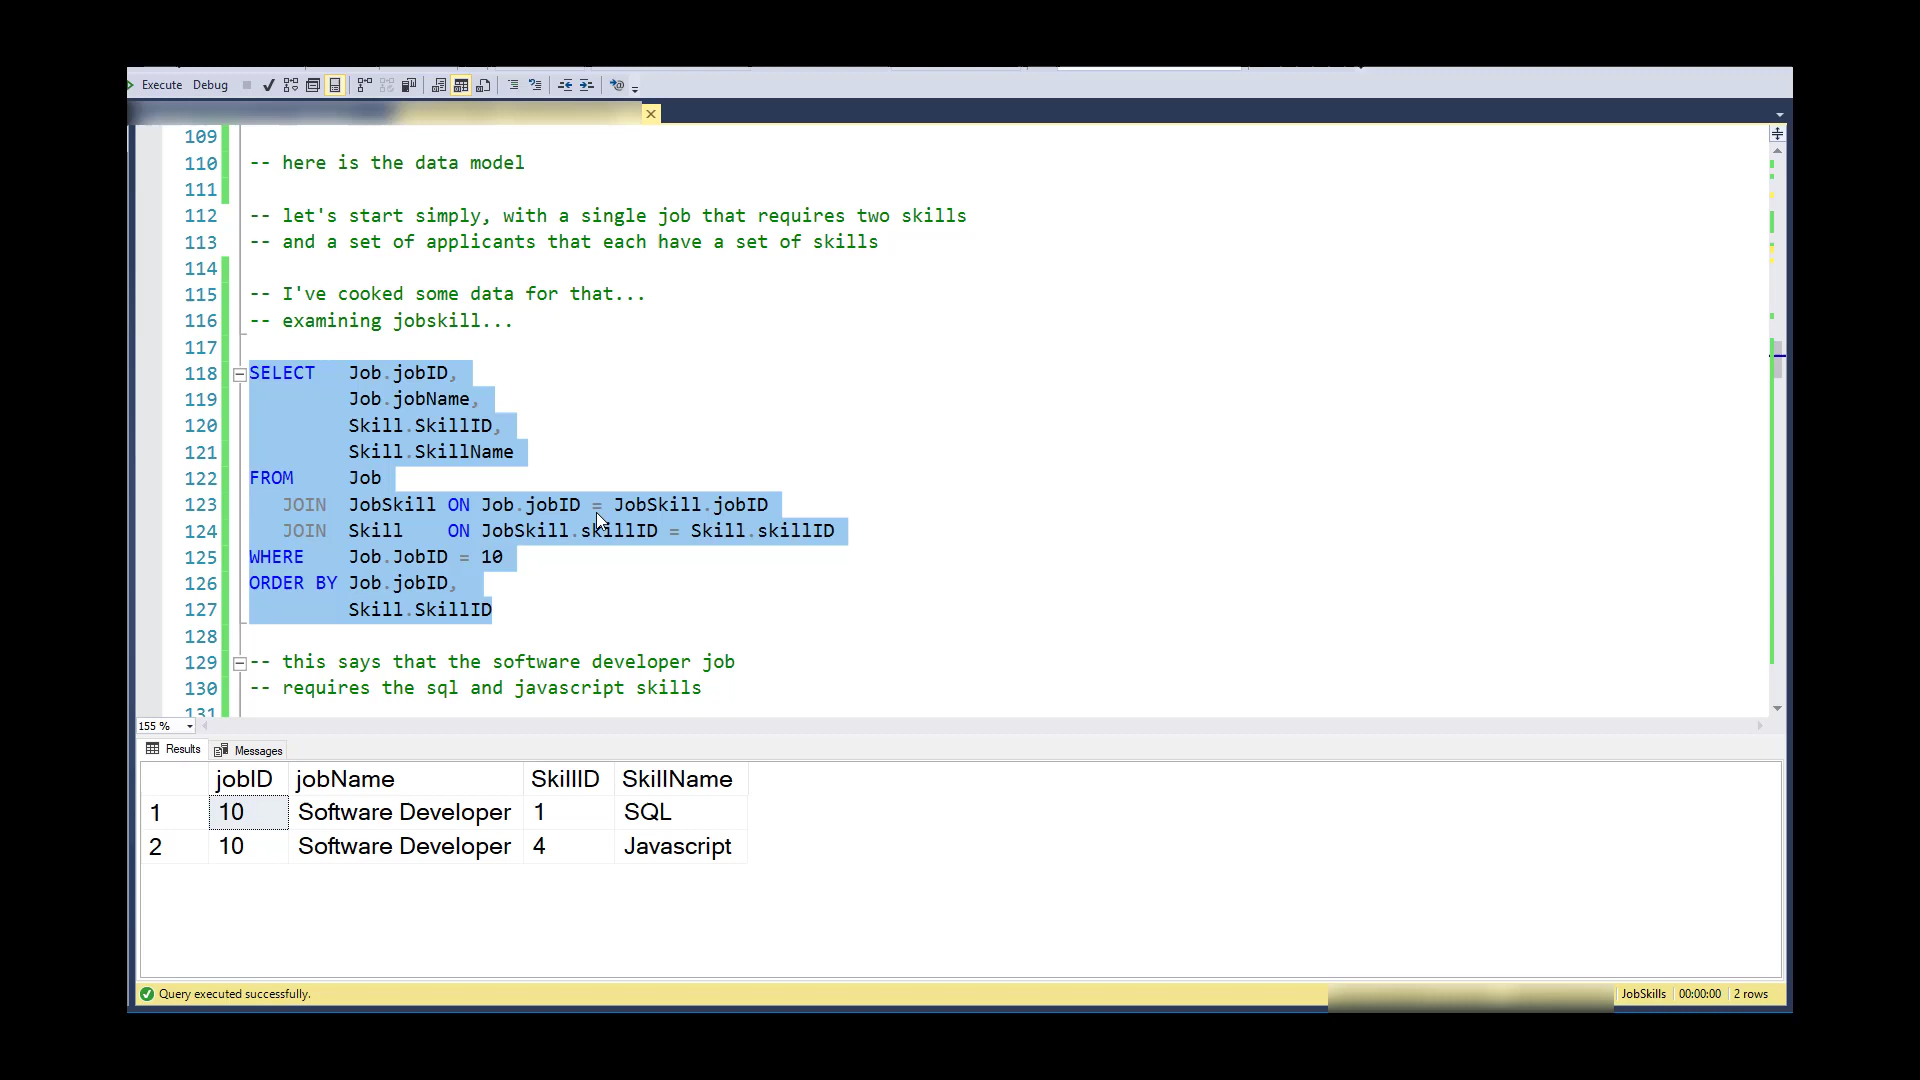 Execute Debug
109
110 -- here is the data model
111
112 -- let's start simply, with a single job that requires two skills
113 -- and a set of applicants that each have a set of skills
114
115 -- I've cooked some data for that...
116 -- examining jobskill...
117
118 SELECT Job.jobID,
119 Job.jobName,
120 Skill.SkillID,
121 Skill.SkillName
122 FROM Job
123 JOIN JobSkill ON Job.jobID = JobSkill.jobID
124 JOIN Skill ON JobSkill.skillID = Skill.skillID
125 WHERE Job.JobID = 10
126 ORDER BY Job.jobID,
127 Skill.SkillID
128
129 -- this says that the software developer job
130 -- requires the sql and javascript skills
131
155 %
Results Messages
jobID jobName SkillID SkillName
1 10 Software Developer 1 SQL
2 10 Software Developer 4 Javascript
Query executed successfully. JobSkills 00:00:00 2 rows